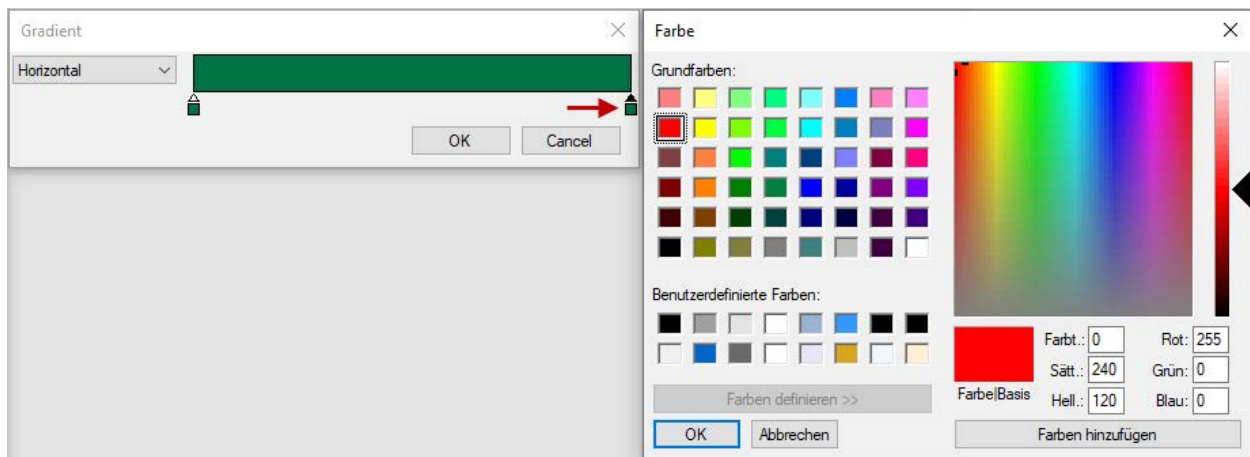 Gradient
Horizontal
OK
Cancel
Farbe
Grundfarben:
Benutzerdefinierte Farben:
Farben definieren >>
OK
Abbrechen
Farbe|Basis
Farbt.: 0
Sätt.: 240
Hell.: 120
Rot: 255
Grün: 0
Blau: 0
Farben hinzufügen